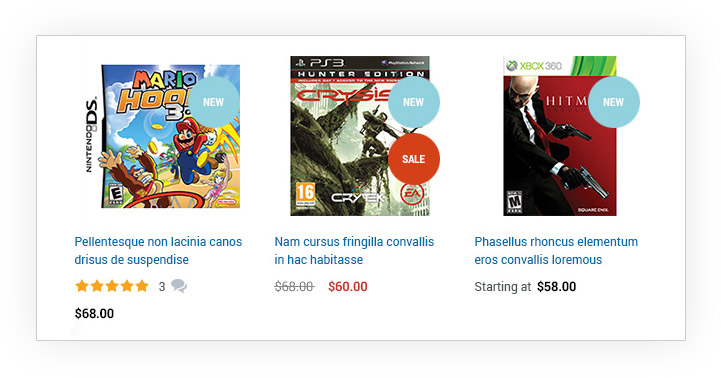 MARIO
HOOPS
NEW
NINTENDO DS
E
PS3
PlayStation Network
HUNTER EDITION
CRYSIS
NEW
SALE
16
CRYTEK
EA
XBOX 360
HITM
NEW
M
SQUARE ENIX
Pellentesque non lacinia canos
drisus de suspendise
3
$68.00
Nam cursus fringilla convallis
in hac habitasse
$68.00 $60.00
Phasellus rhoncus elementum
eros convallis loremous
Starting at $58.00